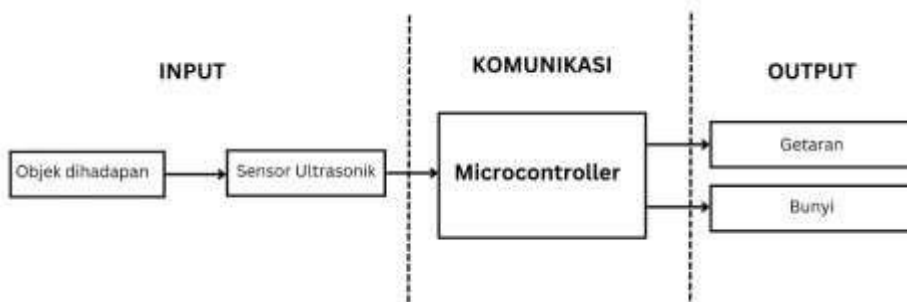 INPUT
KOMUNIKASI
OUTPUT
Objek dihadapan
Sensor Ultrasonik
Microcontroller
Getaran
Bunyi